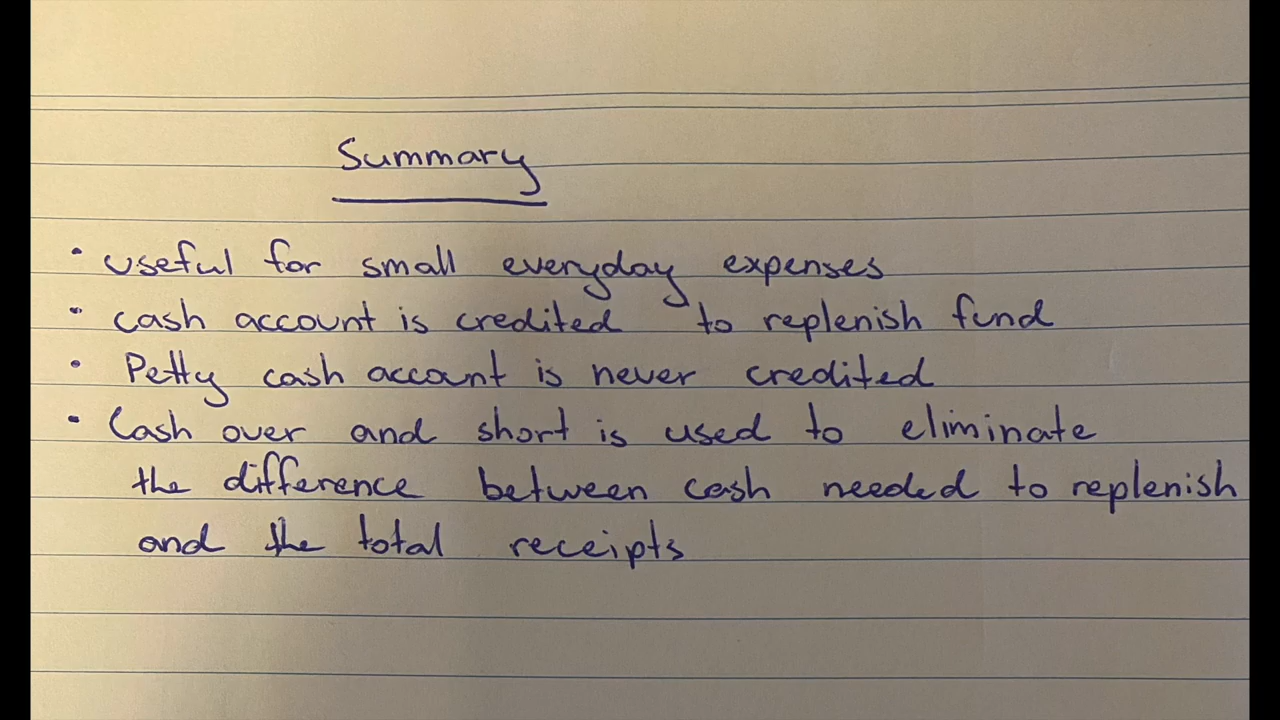 Summary
• useful for small everyday expenses
• cash account is credited to replenish fund
• Petty cash account is never credited
• Cash over and short is used to eliminate
the difference between cash needed to replenish
and the total receipts